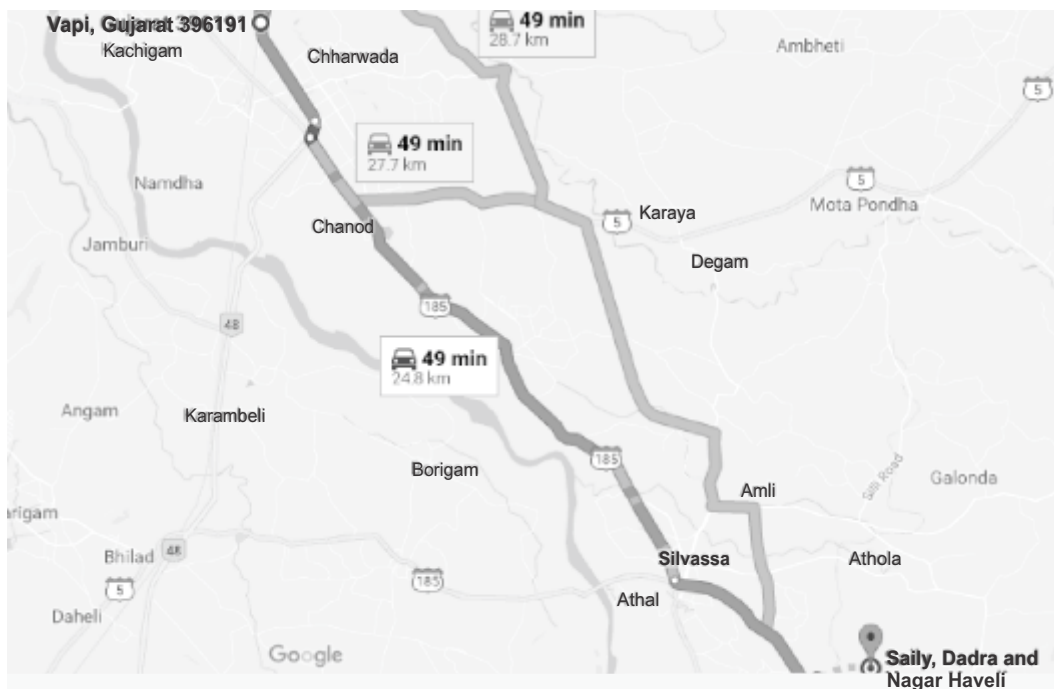 Vapi, Gujarat 396191
Kachigam
Chharwada
49 min
28.7 km
Ambheti
5
49 min
27.7 km
5
Namdha
Karaya
Mota Pondha
5
Chanod
Jamburi
Degam
185
48
49 min
24.8 km
Angam
Karambeli
185
Borigam
Silli Road
Galonda
Amli
arigam
Bhilad
48
Silvassa
Athola
185
5
Athal
Daheli
Google
Saily, Dadra and
Nagar Haveli